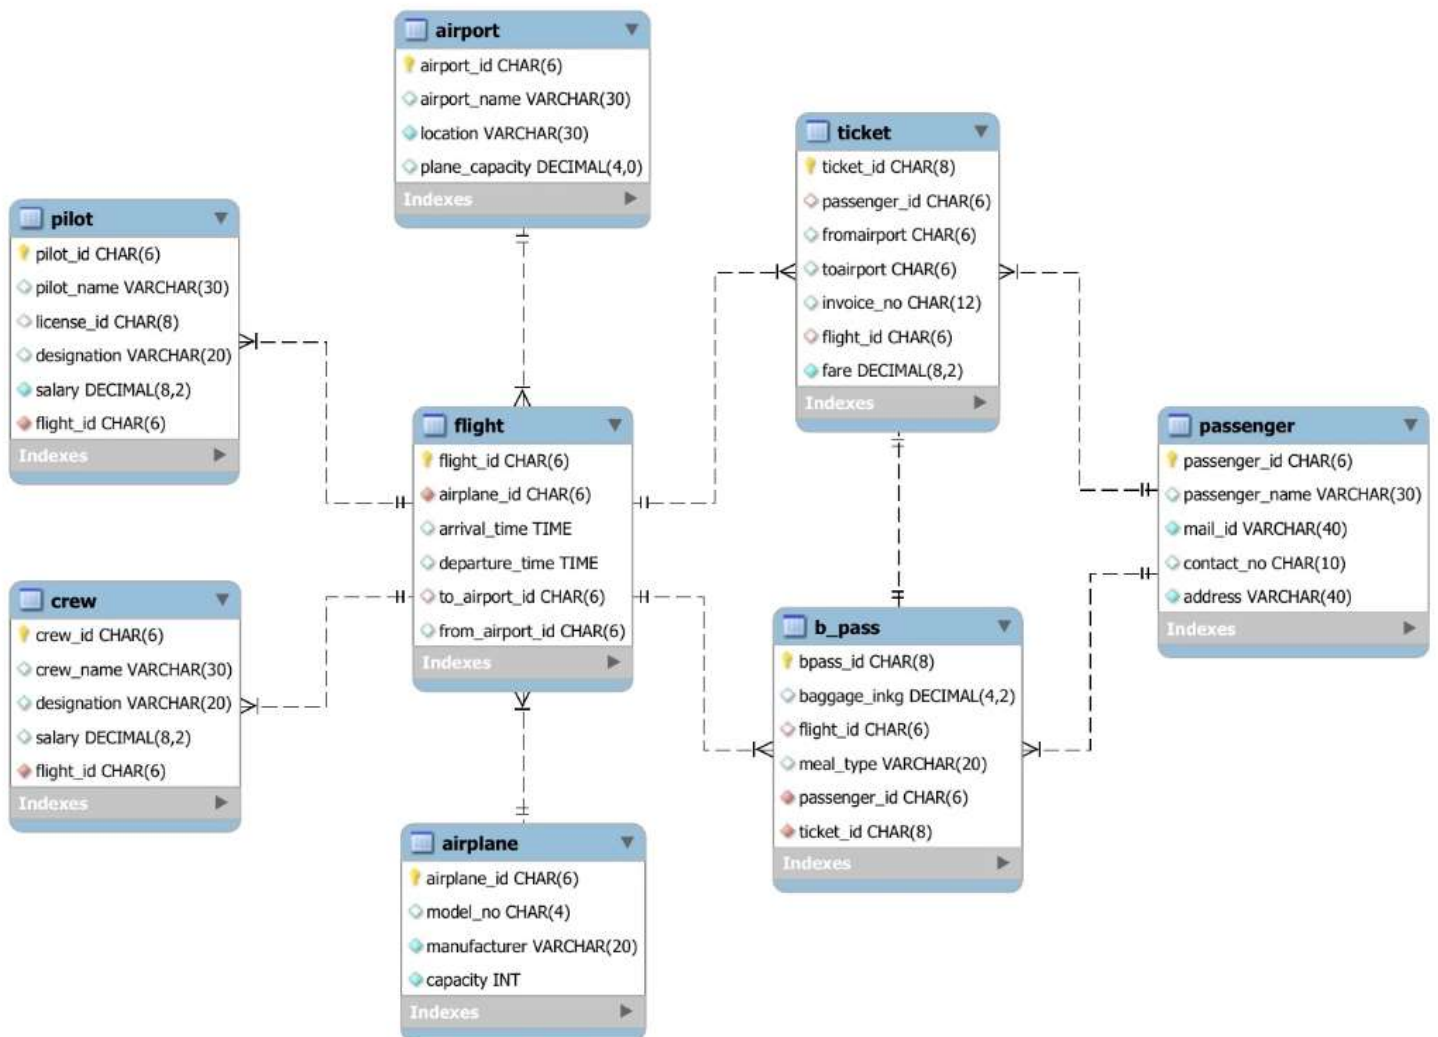 airport
airport_id CHAR(6)
airport_name VARCHAR(30)
location VARCHAR(30)
plane_capacity DECIMAL(4,0)
Indexes
ticket
ticket_id CHAR(8)
passenger_id CHAR(6)
fromairport CHAR(6)
toairport CHAR(6)
invoice_no CHAR(12)
flight_id CHAR(6)
fare DECIMAL(8,2)
Indexes
pilot
pilot_id CHAR(6)
pilot_name VARCHAR(30)
license_id CHAR(8)
designation VARCHAR(20)
salary DECIMAL(8,2)
flight_id CHAR(6)
Indexes
flight
flight_id CHAR(6)
airplane_id CHAR(6)
arrival_time TIME
departure_time TIME
to_airport_id CHAR(6)
from_airport_id CHAR(6)
Indexes
passenger
passenger_id CHAR(6)
passenger_name VARCHAR(30)
mail_id VARCHAR(40)
contact_no CHAR(10)
address VARCHAR(40)
Indexes
crew
crew_id CHAR(6)
crew_name VARCHAR(30)
designation VARCHAR(20)
salary DECIMAL(8,2)
flight_id CHAR(6)
Indexes
b_pass
bpass_id CHAR(8)
baggage_inkg DECIMAL(4,2)
flight_id CHAR(6)
meal_type VARCHAR(20)
passenger_id CHAR(6)
ticket_id CHAR(8)
Indexes
airplane
airplane_id CHAR(6)
model_no CHAR(4)
manufacturer VARCHAR(20)
capacity INT
Indexes